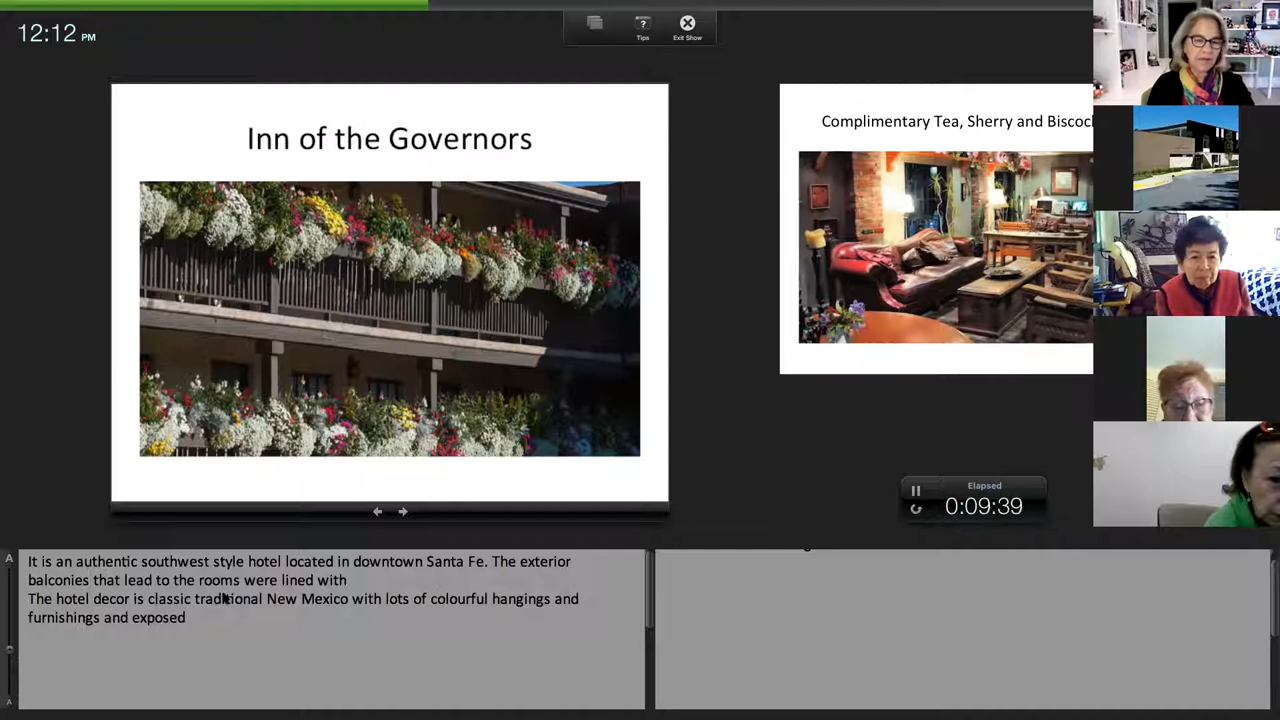 12:12 PM
Tips
Exit Show
Inn of the Governors
Complimentary Tea, Sherry and Biscoc
Elapsed
0:09:39
A
It is an authentic southwest style hotel located in downtown Santa Fe. The exterior
balconies that lead to the rooms were lined with
The hotel decor is classic traditional New Mexico with lots of colourful hangings and
furnishings and exposed
A